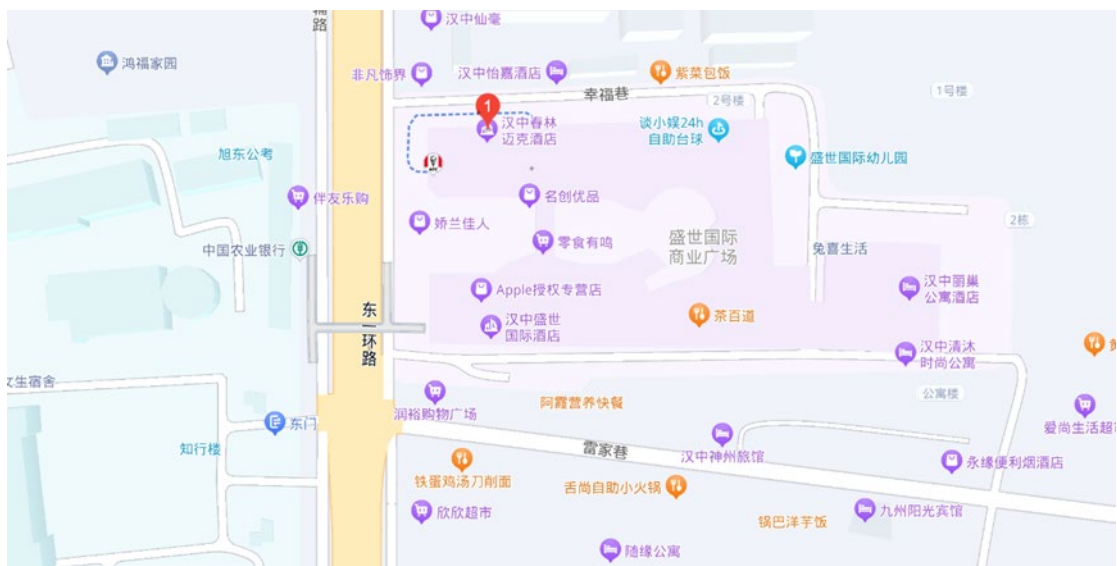 辅路
汉中仙毫
鸿福家园
非凡饰界
汉中怡嘉酒店
紫菜包饭
幸福巷
2号楼
1号楼
1
汉中春林
迈克酒店
谈小娱24h
自助台球
旭东公考
盛世国际幼儿园
伴友乐购
名创优品
娇兰佳人
2栋
中国农业银行
零食有鸣
盛世国际
商业广场
兔喜生活
Apple授权专营店
汉中丽巢
公寓酒店
东一环路
汉中盛世
国际酒店
茶百道
汉中清沐
时尚公寓
文生宿舍
公寓楼
润裕购物广场
阿霞营养快餐
爱尚生活超
东门
知行楼
雷家巷
汉中神州旅馆
永缘便利烟酒店
铁蛋鸡汤刀削面
舌尚自助小火锅
欣欣超市
锅巴洋芋饭
九州阳光宾馆
随缘公寓